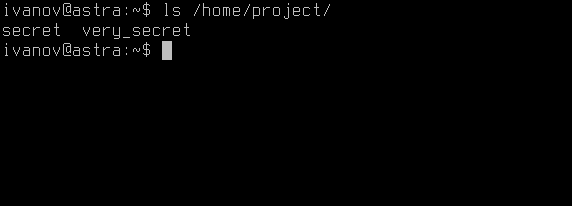 ivanov@astra:~$ ls /home/project/
secret  very_secret
ivanov@astra:~$